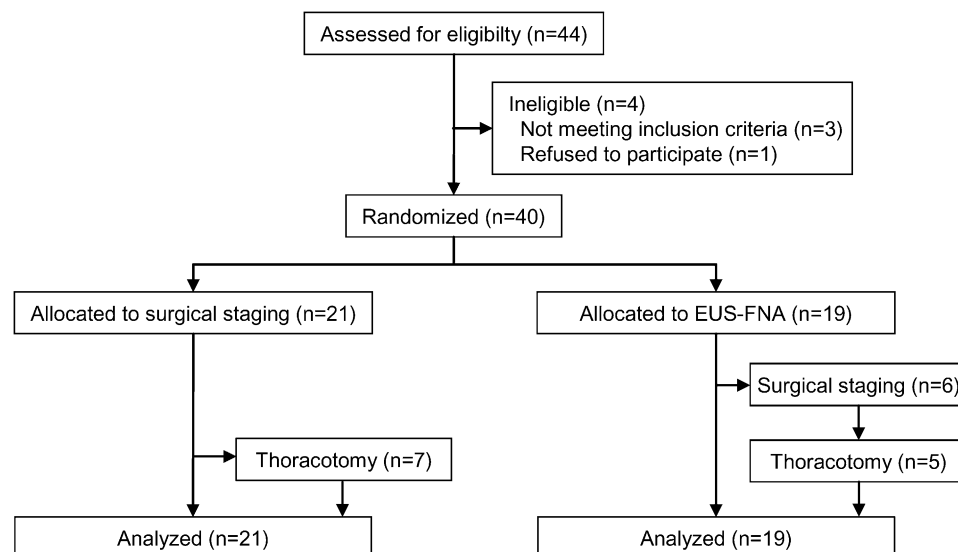 Assessed for eligibilty (n=44)
Ineligible (n=4)
Not meeting inclusion criteria (n=3)
Refused to participate (n=1)
Randomized (n=40)
Allocated to surgical staging (n=21)
Allocated to EUS-FNA (n=19)
Surgical staging (n=6)
Thoracotomy (n=7)
Thoracotomy (n=5)
Analyzed (n=21)
Analyzed (n=19)